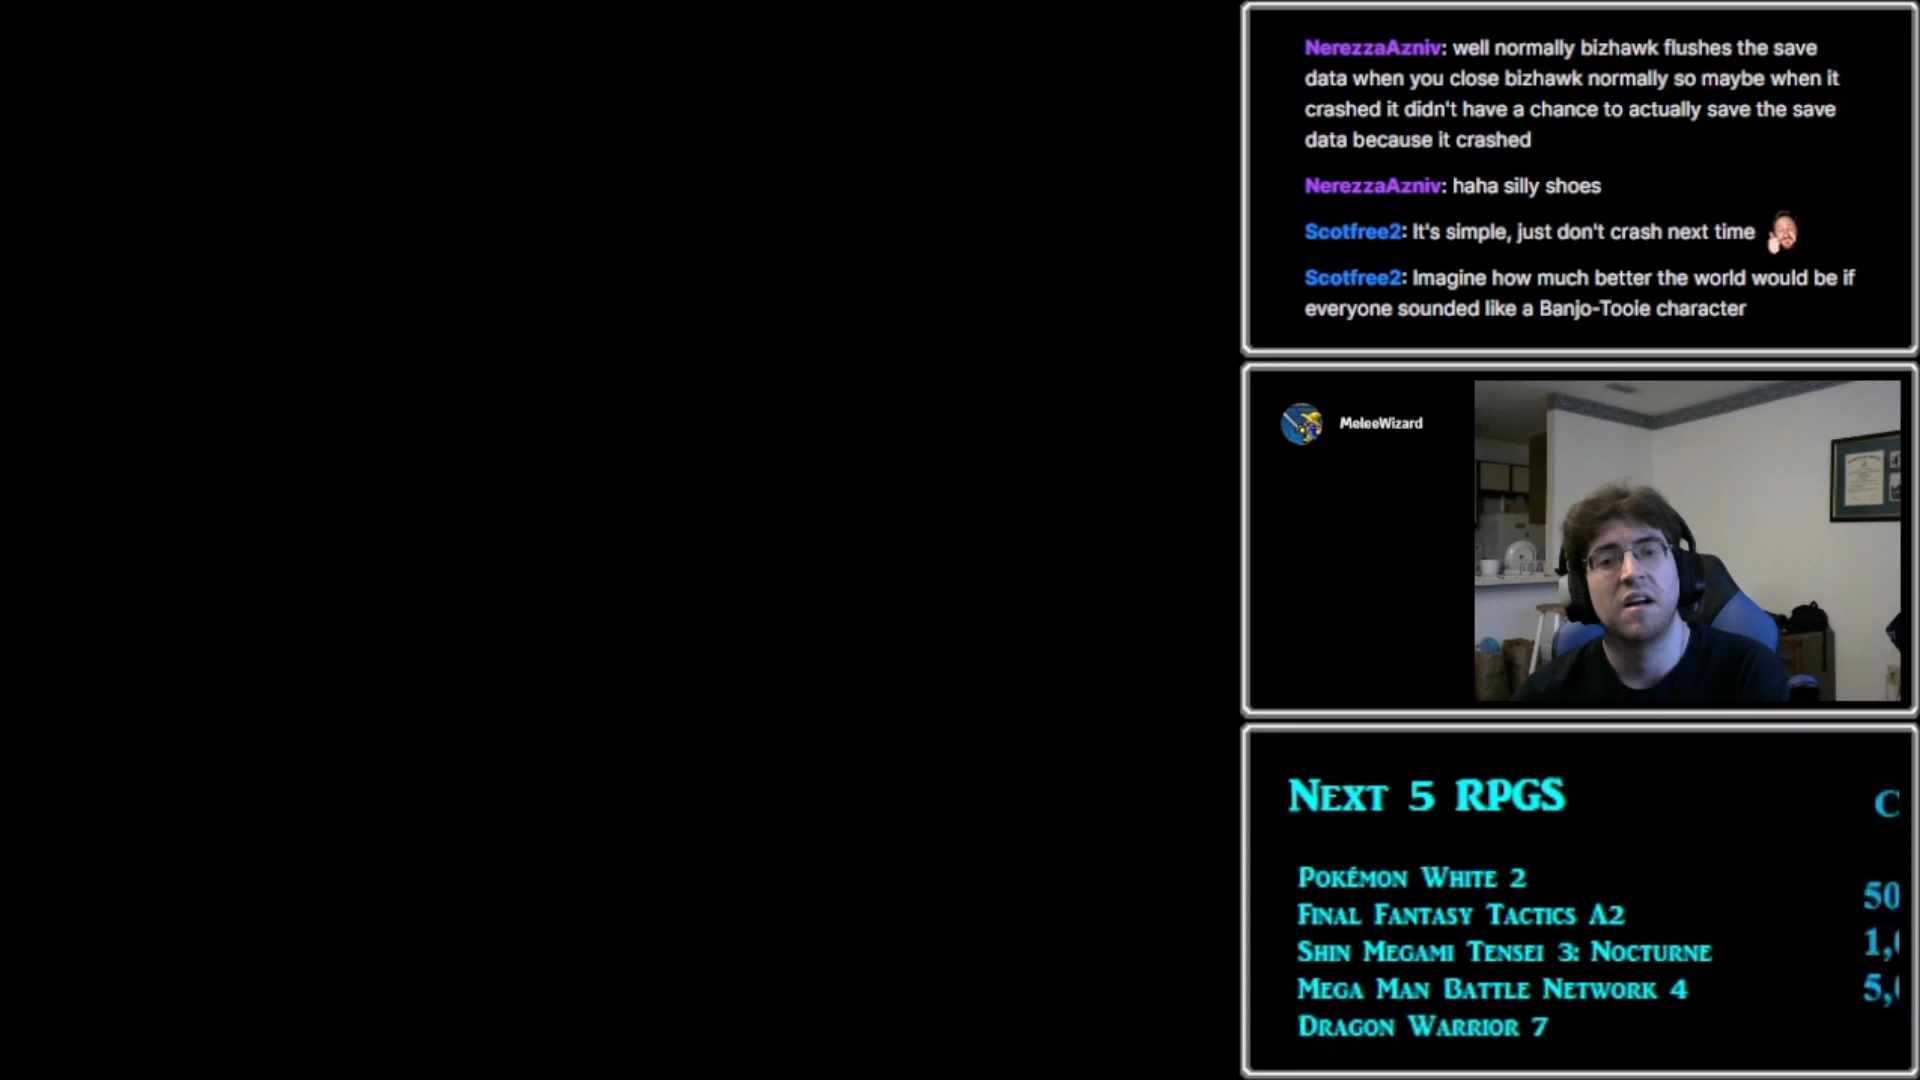 NerezzaAzniv: well normally bizhawk flushes the save
data when you close bizhawk normally so maybe when it
crashed it didn't have a chance to actually save the save
data because it crashed
NerezzaAzniv: haha silly shoes
Scotfree2: It's simple, just don't crash next time
Scotfree2: Imagine how much better the world would be if
everyone sounded like a Banjo-Tooie character
MeleeWizard
Next 5 RPGs
C
Pokémon White 2
50
Final Fantasy Tactics A2
1,
Shin Megami Tensei 3: Nocturne
Mega Man Battle Network 4
5,
Dragon Warrior 7